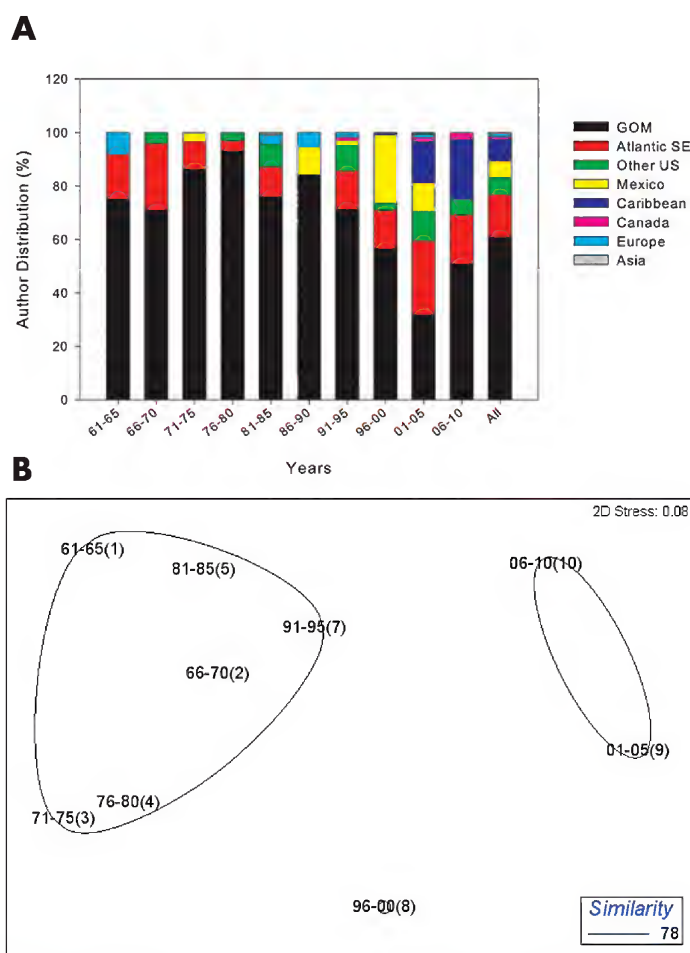 A
Author Distribution (%)
120
100
80
60
40
20
0
61-65
66-70
71-75
76-80
81-85
86-90
91-95
96-00
01-05
06-10
All
Years
GOM
Atlantic SE
Other US
Mexico
Caribbean
Canada
Europe
Asia
B
2D Stress: 0.08
61-65(1)
81-85(5)
06-10(10)
91-95(7)
66-70(2)
01-05(9)
76-80(4)
71-75(3)
96-00(8)
Similarity
78